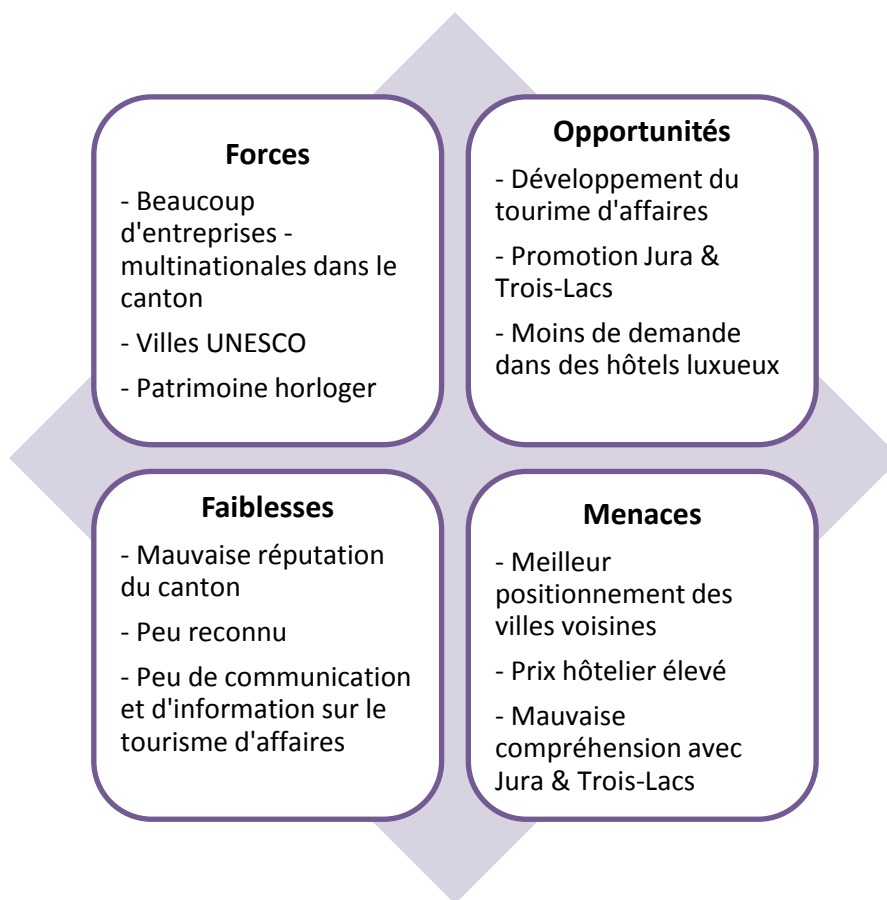 Forces
- Beaucoup
d'entreprises -
multinationales dans le
canton
- Villes UNESCO
- Patrimoine horloger
Opportunités
- Développement du
tourime d'affaires
- Promotion Jura &
Trois-Lacs
- Moins de demande
dans des hôtels luxueux
Faiblesses
- Mauvaise réputation
du canton
- Peu reconnu
- Peu de communication
et d'information sur le
tourisme d'affaires
Menaces
- Meilleur
positionnement des
villes voisines
- Prix hôtelier élevé
- Mauvaise
compréhension avec
Jura & Trois-Lacs